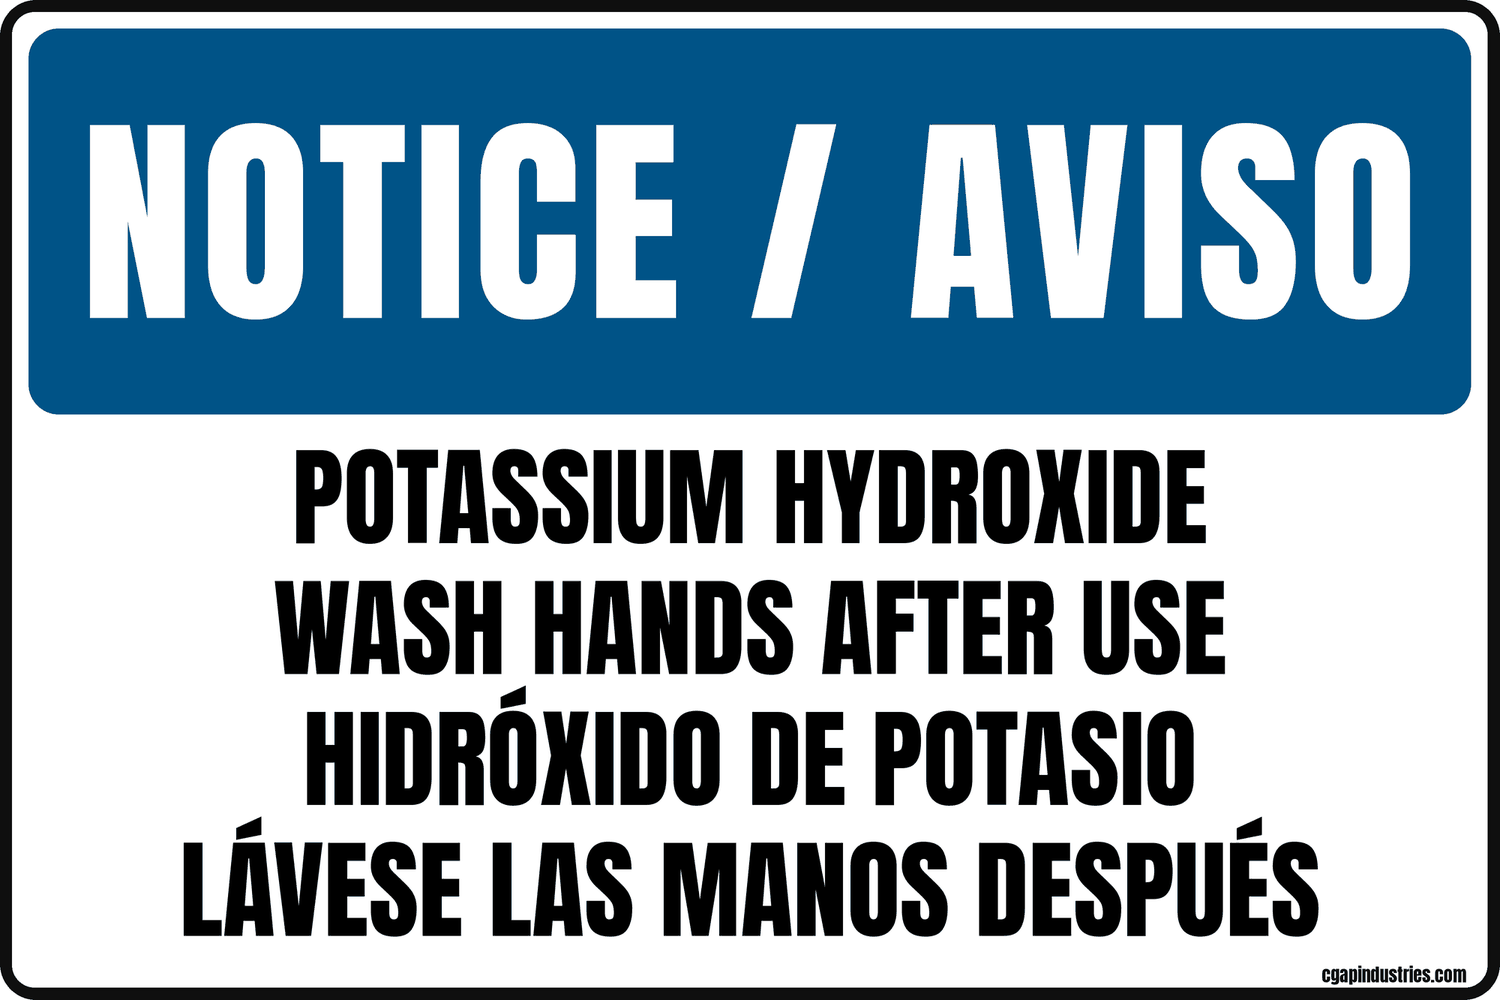 NOTICE / AVISO
POTASSIUM HYDROXIDE
WASH HANDS AFTER USE
HIDRÓXIDO DE POTASIO
LÁVESE LAS MANOS DESPUÉS
cgapindustries.com